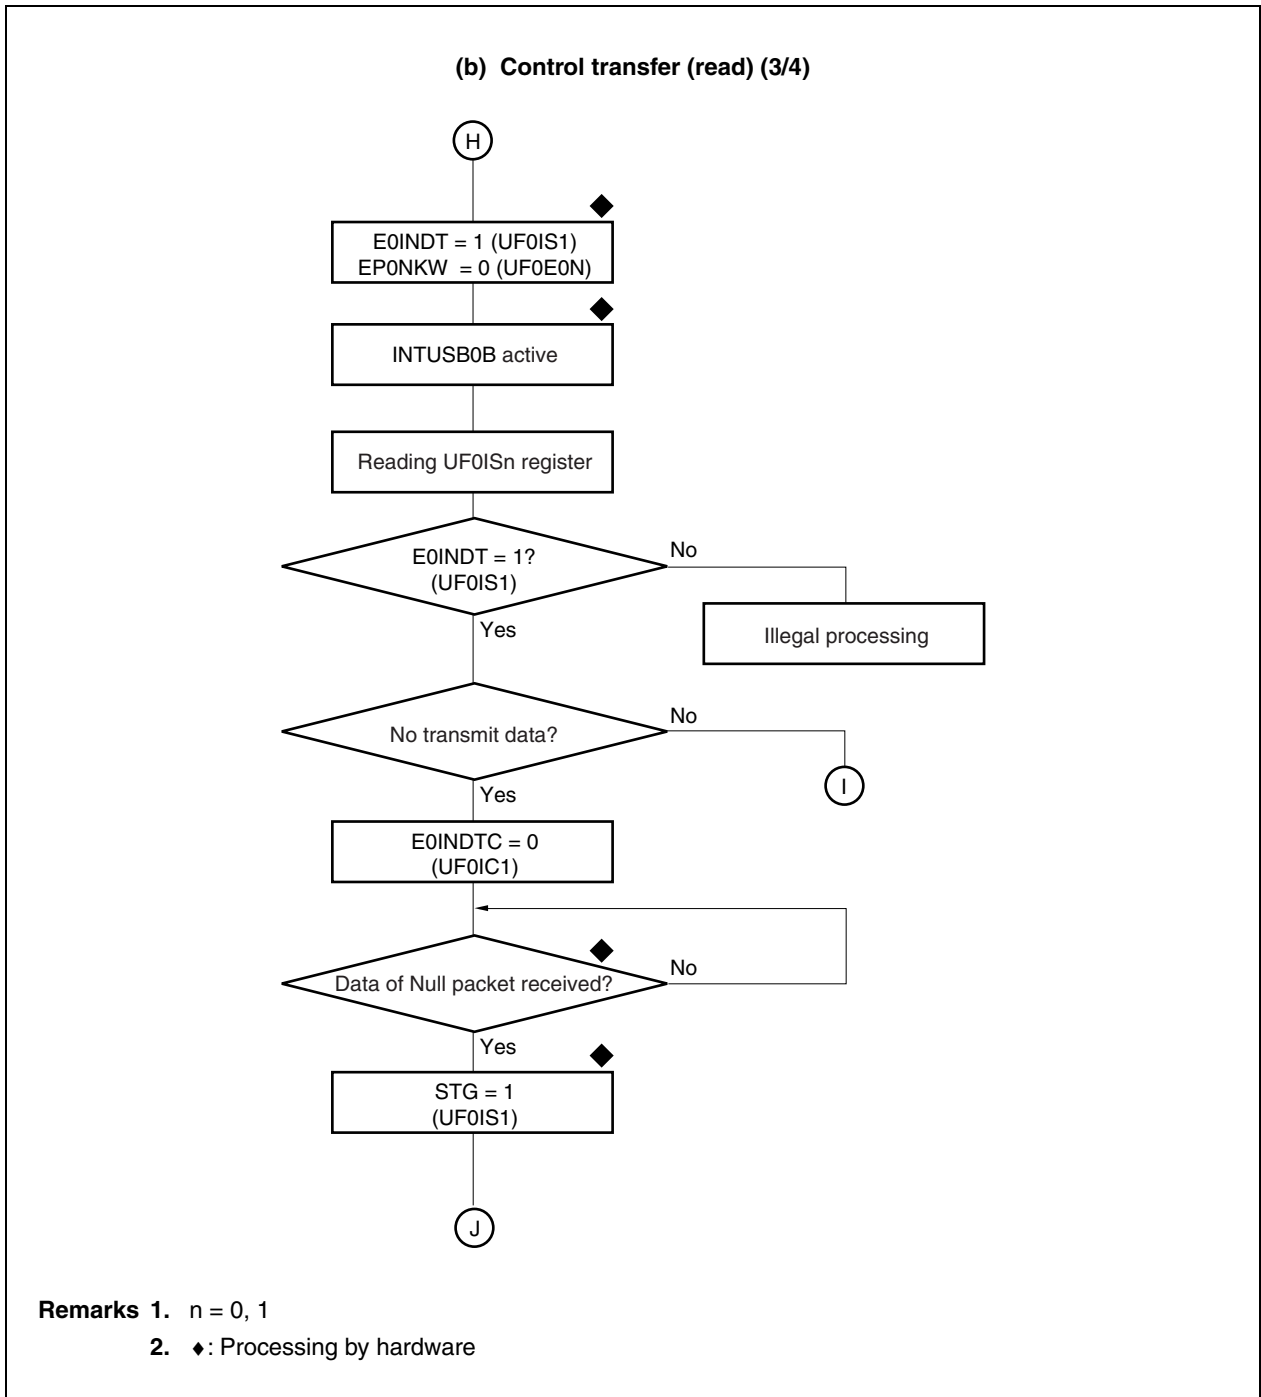 (b) Control transfer (read) (3/4)
H
E0INDT = 1 (UF0IS1)
EP0NKW = 0 (UF0E0N)
INTUSB0B active
Reading UF0ISn register
E0INDT = 1?
(UF0IS1)
No
Illegal processing
Yes
No transmit data?
No
I
Yes
E0INDTC = 0
(UF0IC1)
Data of Null packet received?
No
Yes
STG = 1
(UF0IS1)
J
Remarks 1. n = 0, 1
2. ♦: Processing by hardware